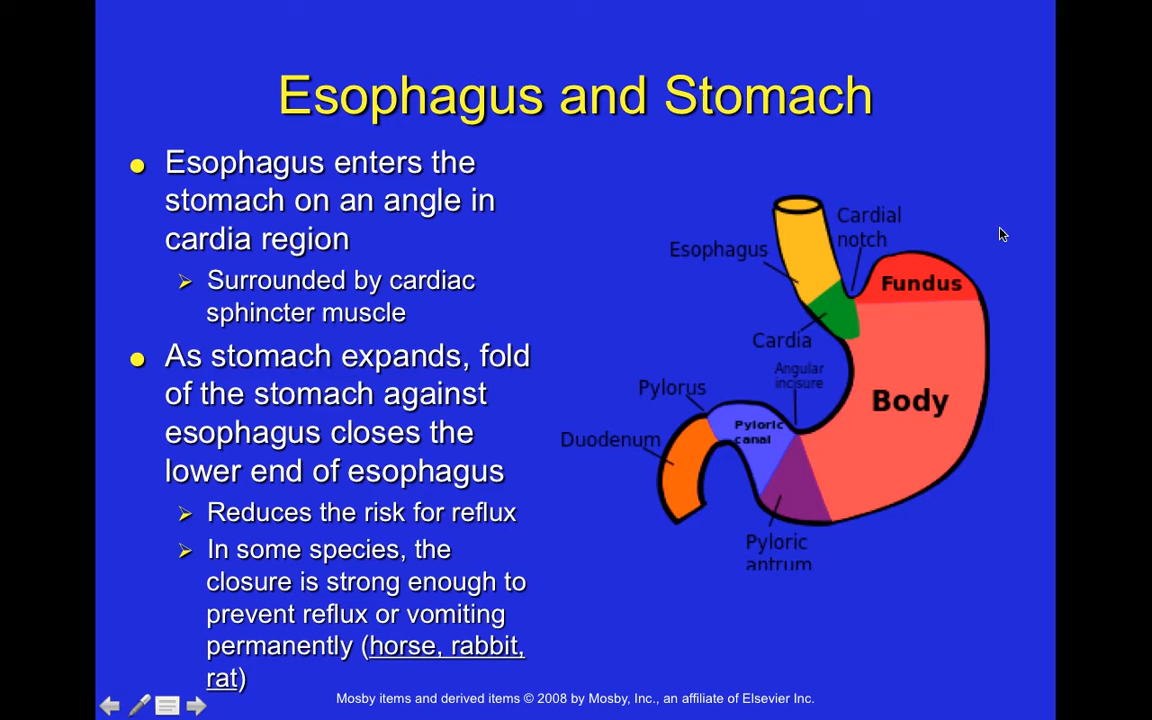 Esophagus and Stomach
Esophagus enters the
stomach on an angle in
cardia region
Surrounded by cardiac
sphincter muscle
As stomach expands, fold
of the stomach against
esophagus closes the
lower end of esophagus
Reduces the risk for reflux
In some species, the
closure is strong enough to
prevent reflux or vomiting
permanently (horse, rabbit,
rat)
Cardial
notch
Esophagus
Fundus
Cardia
Angular
incisure
Pylorus
Body
Pyloric
canal
Duodenum
Pyloric
antrum
Mosby items and derived items © 2008 by Mosby, Inc., an affiliate of Elsevier Inc.